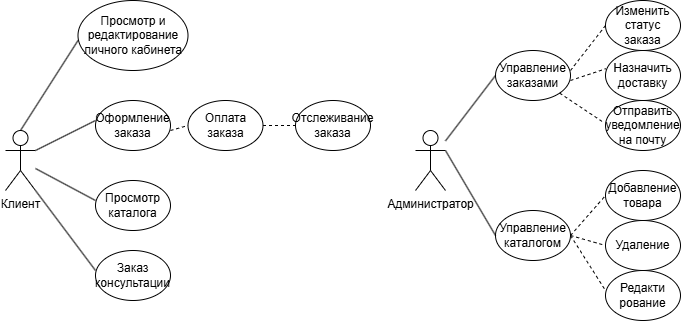 Просмотр и
редактирование
личного кабинета
Оформление
заказа
Оплата
заказа
Отслеживание
заказа
Клиент
Просмотр
каталога
Заказ
консультации
Изменить
статус
заказа
Управление
заказами
Назначить
доставку
Отправить
уведомление
на почту
Администратор
Добавление
товара
Управление
каталогом
Удаление
Редакти
рование